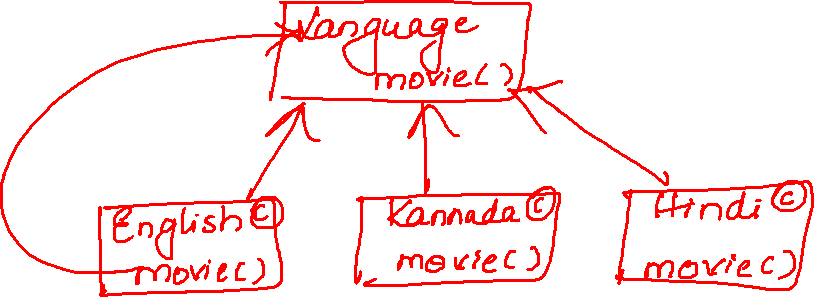 Language
movie()
English ©
movie()
Kannada ©
movie()
Hindi ©
movie()